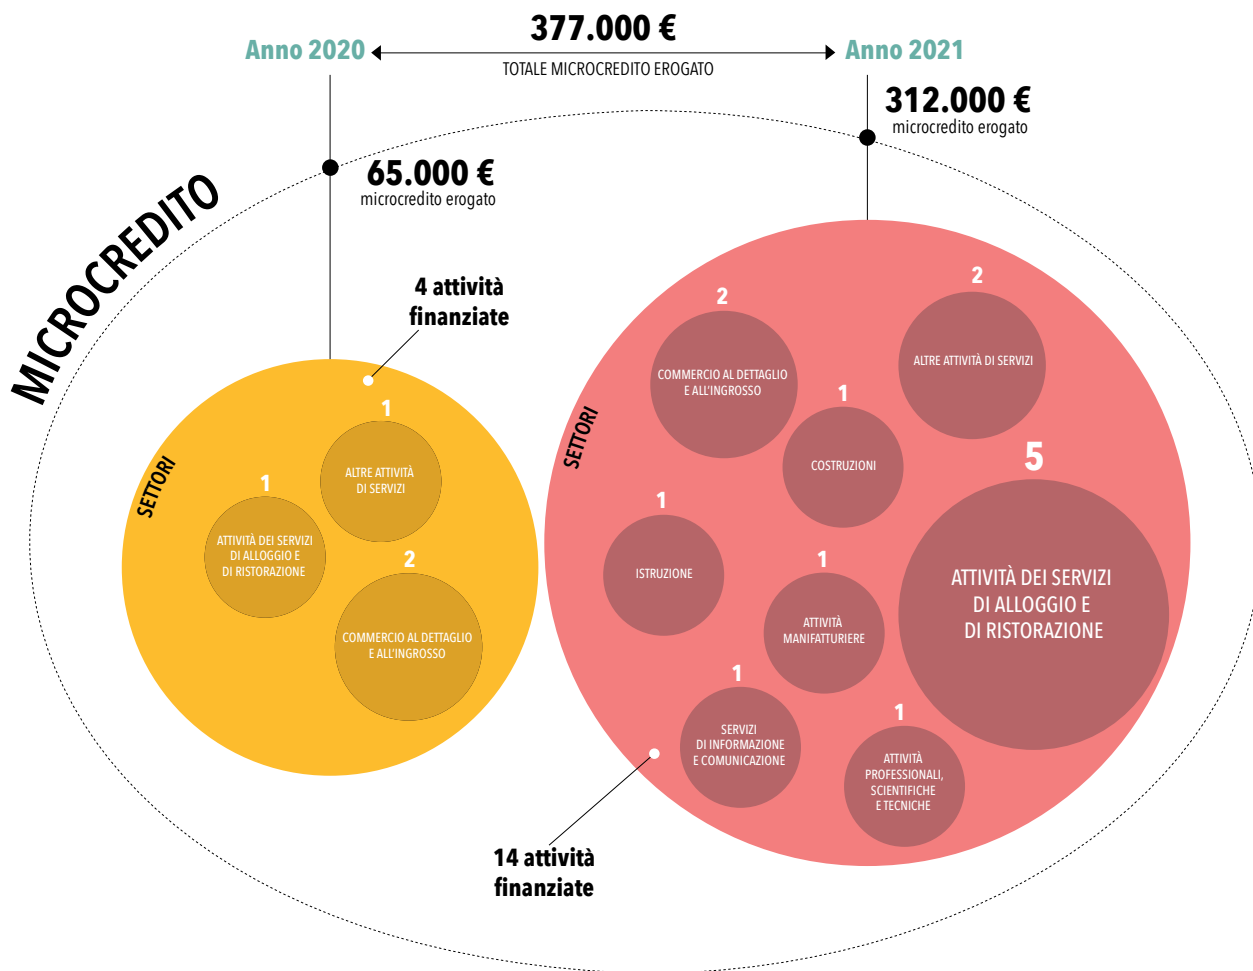 377.000 €
Anno 2020
Anno 2021
TOTALE MICROCREDITO EROGATO
312.000 €
microcredito erogato
65.000 €
microcredito erogato
MICROCREDITO
4 attività
finanziate
SETTORI
1
ALTRE ATTIVITÀ
DI SERVIZI
1
ATTIVITÀ DEI SERVIZI
DI ALLOGGIO E
DI RISTORAZIONE
2
COMMERCIO AL DETTAGLIO
E ALL'INGROSSO
SETTORI
2
COMMERCIO AL DETTAGLIO
E ALL'INGROSSO
2
ALTRE ATTIVITÀ DI SERVIZI
1
COSTRUZIONI
5
ATTIVITÀ DEI SERVIZI
DI ALLOGGIO E
DI RISTORAZIONE
1
ISTRUZIONE
1
ATTIVITÀ
MANIFATTURIERE
1
SERVIZI
DI INFORMAZIONE
E COMUNICAZIONE
1
ATTIVITÀ
PROFESSIONALI,
SCIENTIFICHE
E TECNICHE
14 attività
finanziate